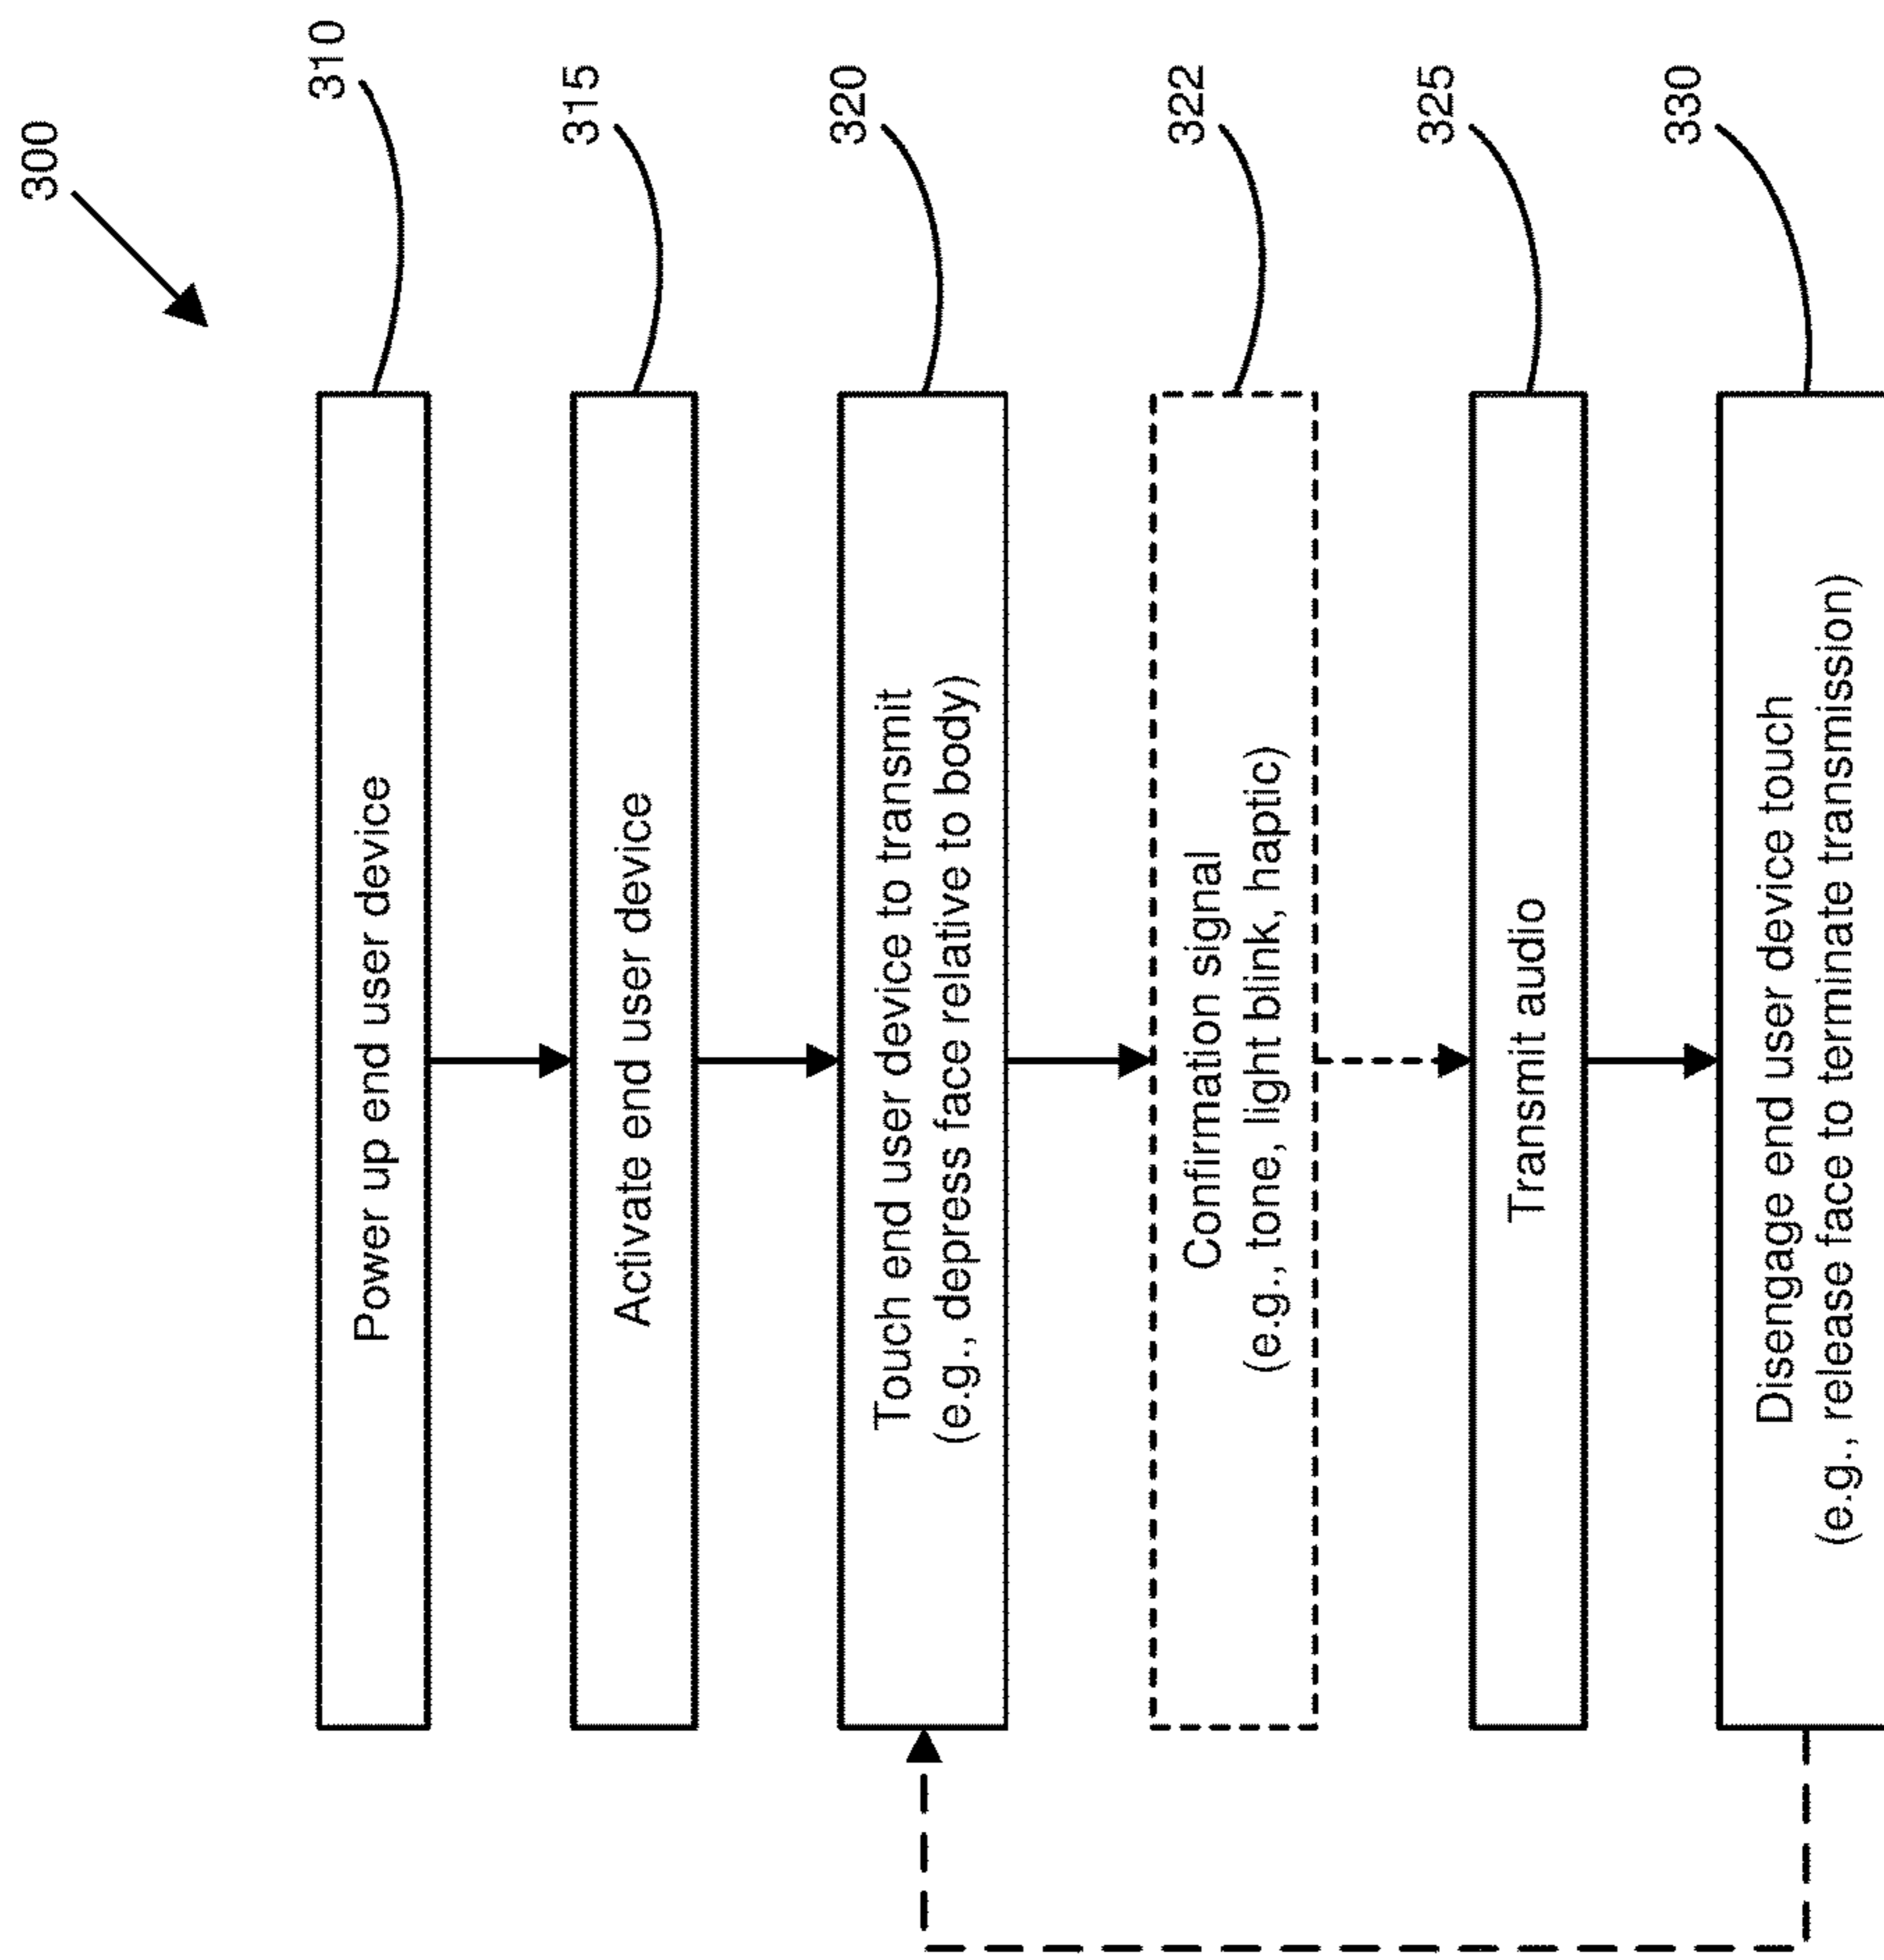 300
310
Power up end user device
315
Activate end user device
320
Touch end user device to transmit
(e.g., depress face relative to body)
322
Confirmation signal
(e.g., tone, light blink, haptic)
325
Transmit audio
330
Disengage end user device touch
(e.g., release face to terminate transmission)